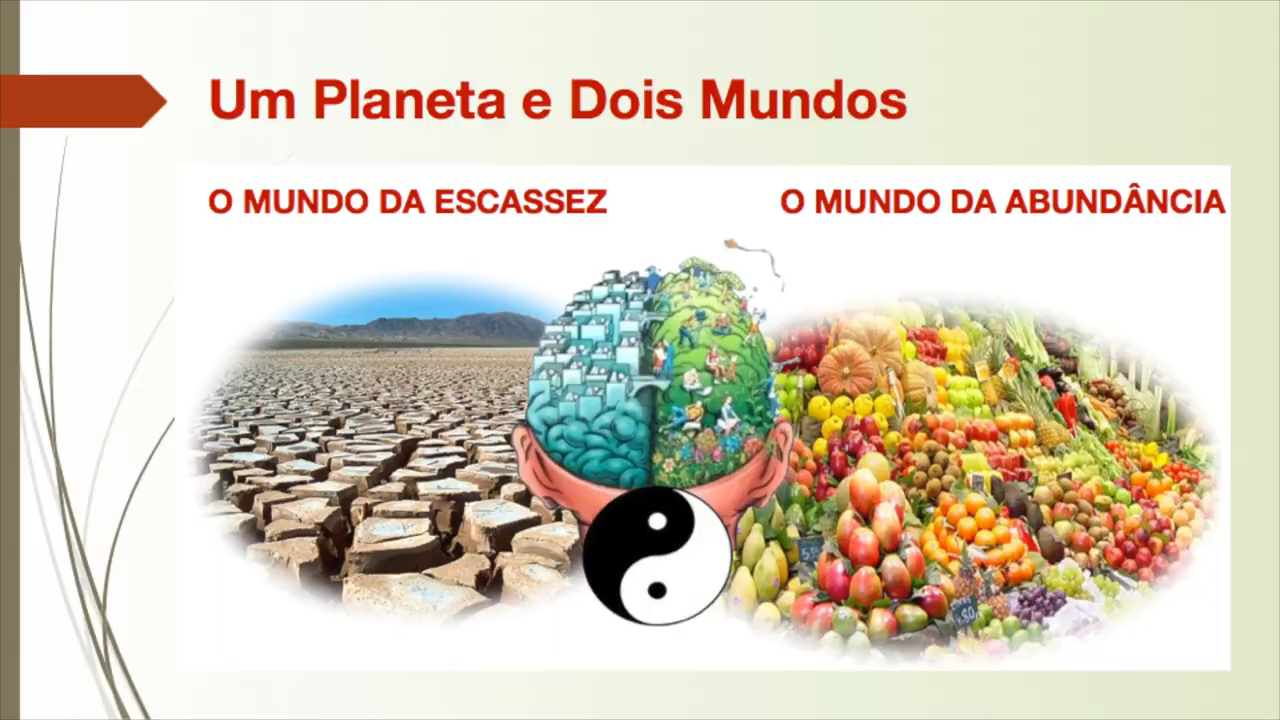 Um Planeta e Dois Mundos
O MUNDO DA ESCASSEZ
O MUNDO DA ABUNDÂNCIA